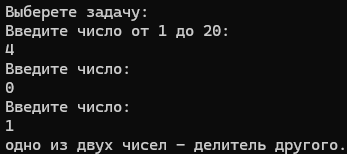 Выберете задачу:
Введите число от 1 до 20:
4
Введите число:
0
Введите число:
1
одно из двух чисел - делитель другого.